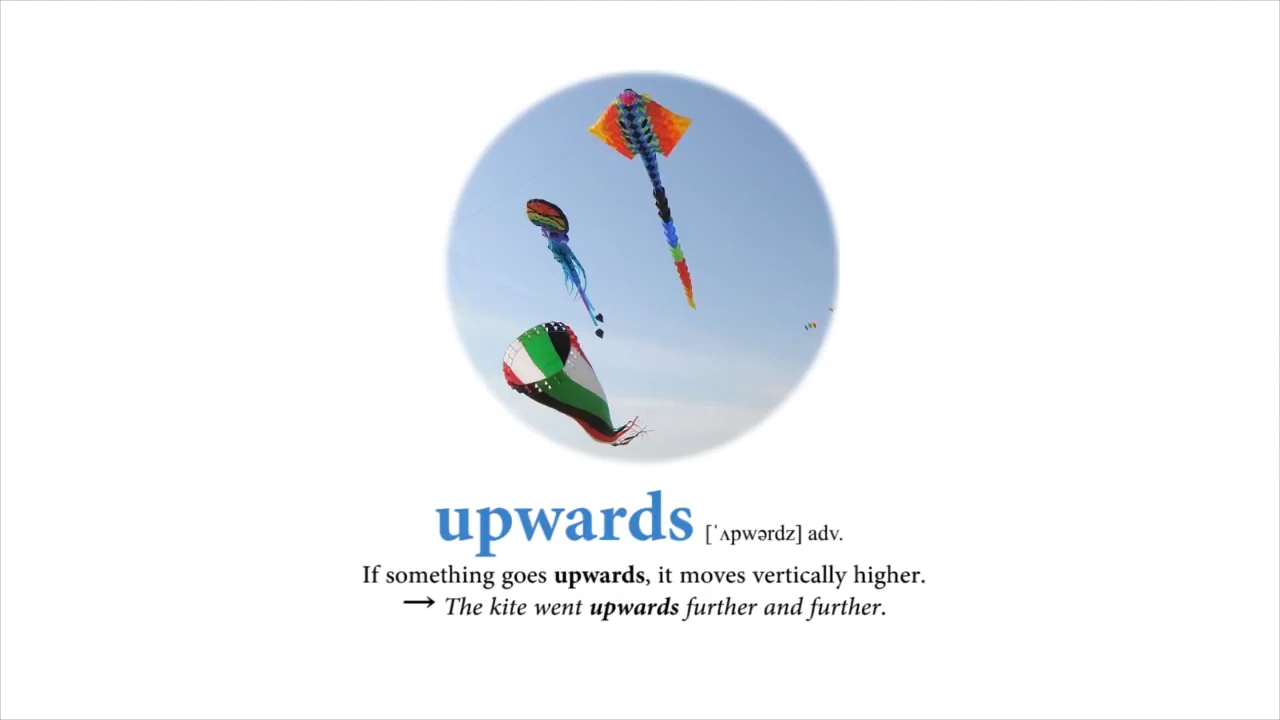 upwards [ˈʌpwərdz] adv.
If something goes upwards, it moves vertically higher.
→ The kite went upwards further and further.